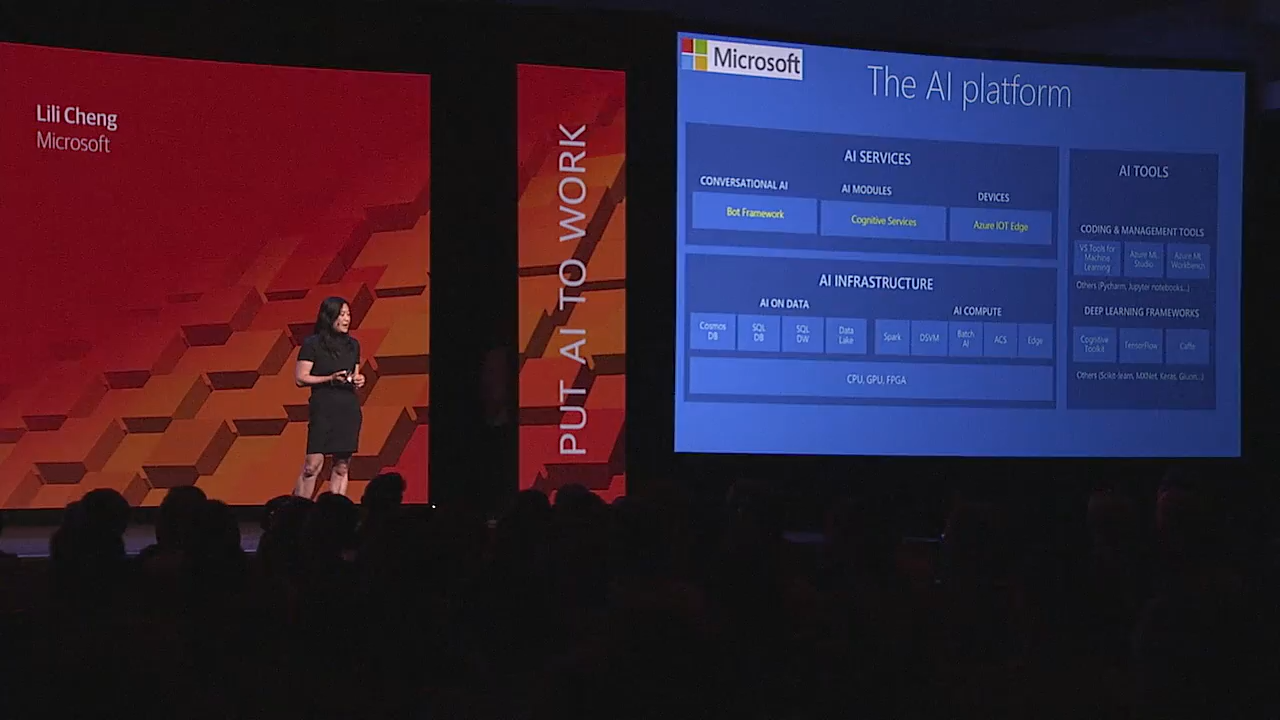 Lili Cheng
Microsoft
PUT AI TO WORK
Microsoft
The AI platform
AI SERVICES
CONVERSATIONAL AI
AI MODULES
DEVICES
Bot Framework
Cognitive Services
Azure IOT Edge
AI INFRASTRUCTURE
AI ON DATA
AI COMPUTE
Cosmos
DB
SQL
DB
SQL
DW
Data
Lake
Spark
DSVM
Batch
AI
ACS
Edge
CPU, GPU, FPGA
AI TOOLS
CODING & MANAGEMENT TOOLS
VS Tools for
Machine
Learning
Azure ML
Studio
Azure ML
Workbench
Others (Pycharm, Jupyter notebooks...)
DEEP LEARNING FRAMEWORKS
Cognitive
Toolkit
TensorFlow
Caffe
Others (Scikit-learn, MXNet, Keras, Gluon...)